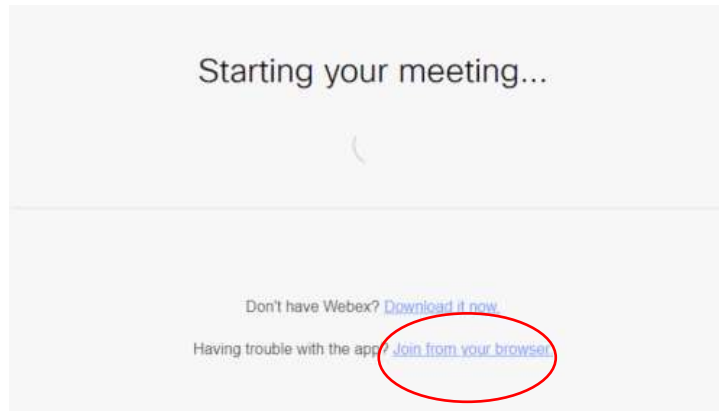 Starting your meeting...
Don't have Webex? Download it now.
Having trouble with the app? Join from your browser.